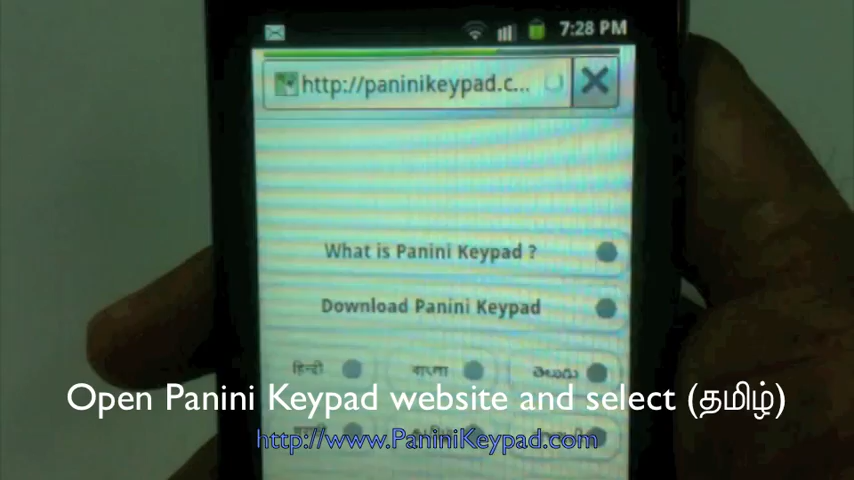 7:28 PM
http://paninikeypad.c...
What is Panini Keypad ?
Download Panini Keypad
हिन्दी বাংলা తెలుగు
Open Panini Keypad website and select (தமிழ்)
http://www.PaniniKeypad.com